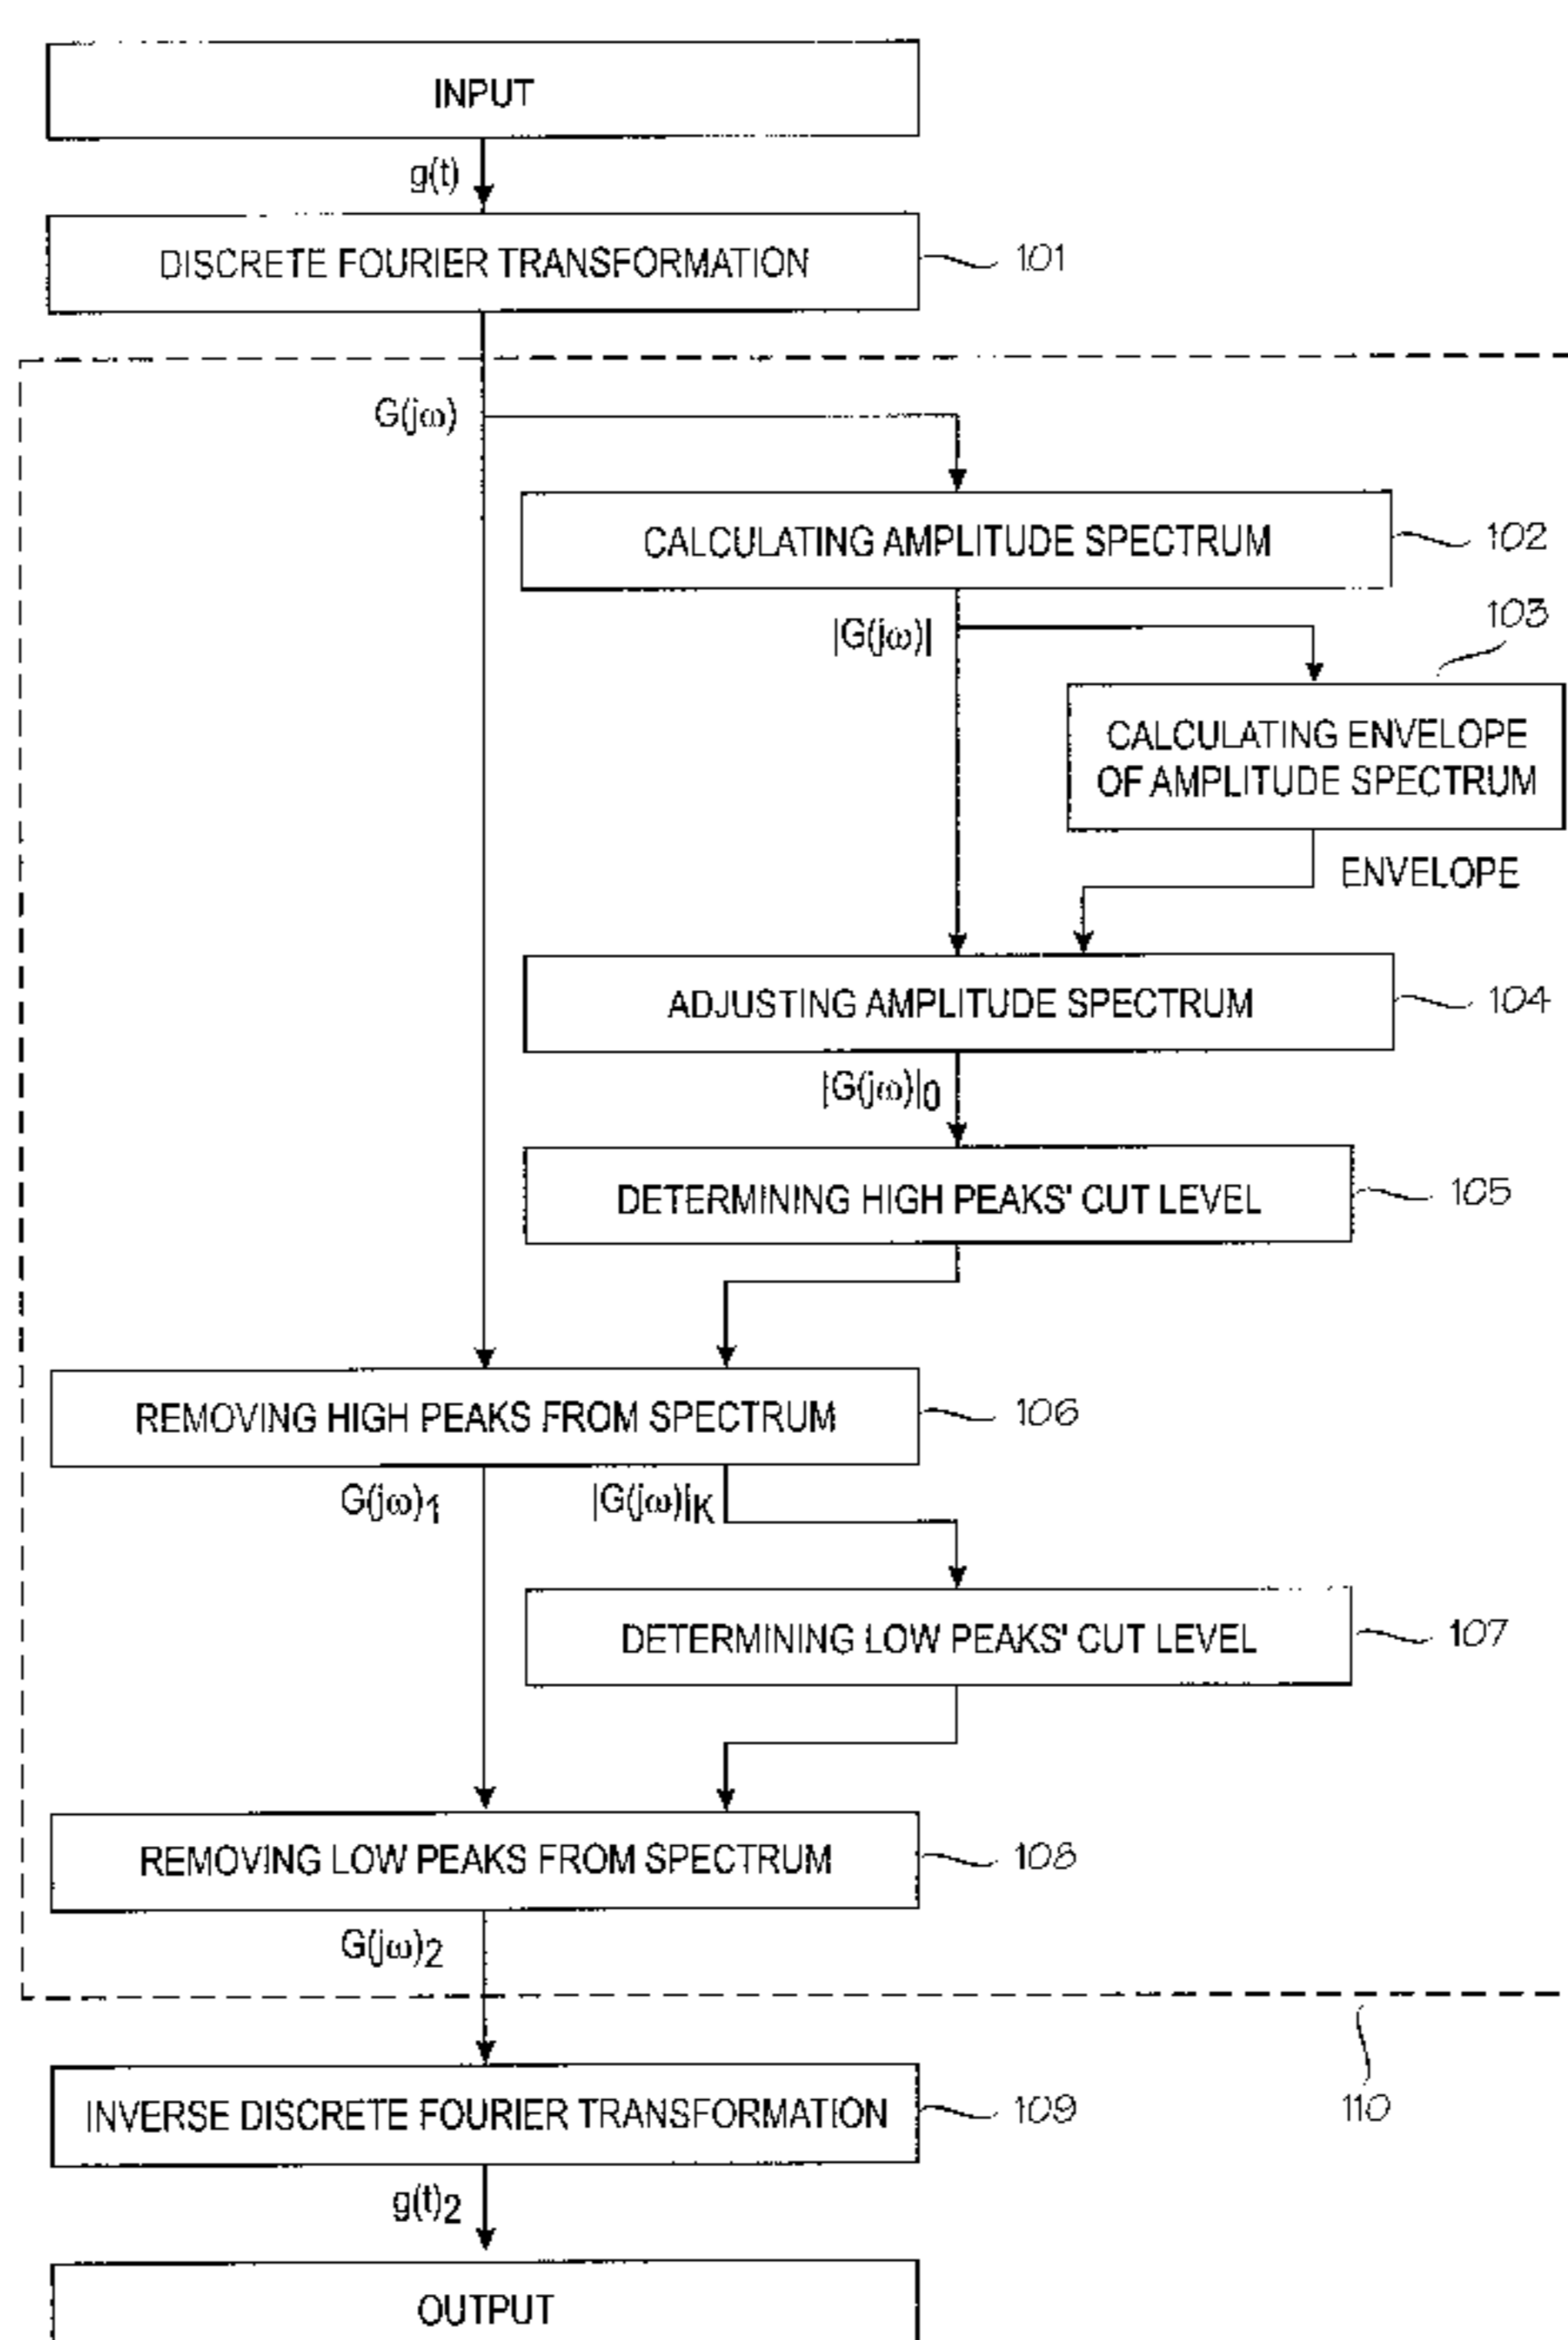 INPUT
g(t)
DISCRETE FOURIER TRANSFORMATION
101
G(jω)
CALCULATING AMPLITUDE SPECTRUM
102
|G(jω)|
103
CALCULATING ENVELOPE
OF AMPLITUDE SPECTRUM
ENVELOPE
ADJUSTING AMPLITUDE SPECTRUM
104
|G(jω)|0
DETERMINING HIGH PEAKS' CUT LEVEL
105
REMOVING HIGH PEAKS FROM SPECTRUM
106
G(jω)1
|G(jω)|iK
DETERMINING LOW PEAKS' CUT LEVEL
107
REMOVING LOW PEAKS FROM SPECTRUM
108
G(jω)2
INVERSE DISCRETE FOURIER TRANSFORMATION
109
110
g(t)2
OUTPUT